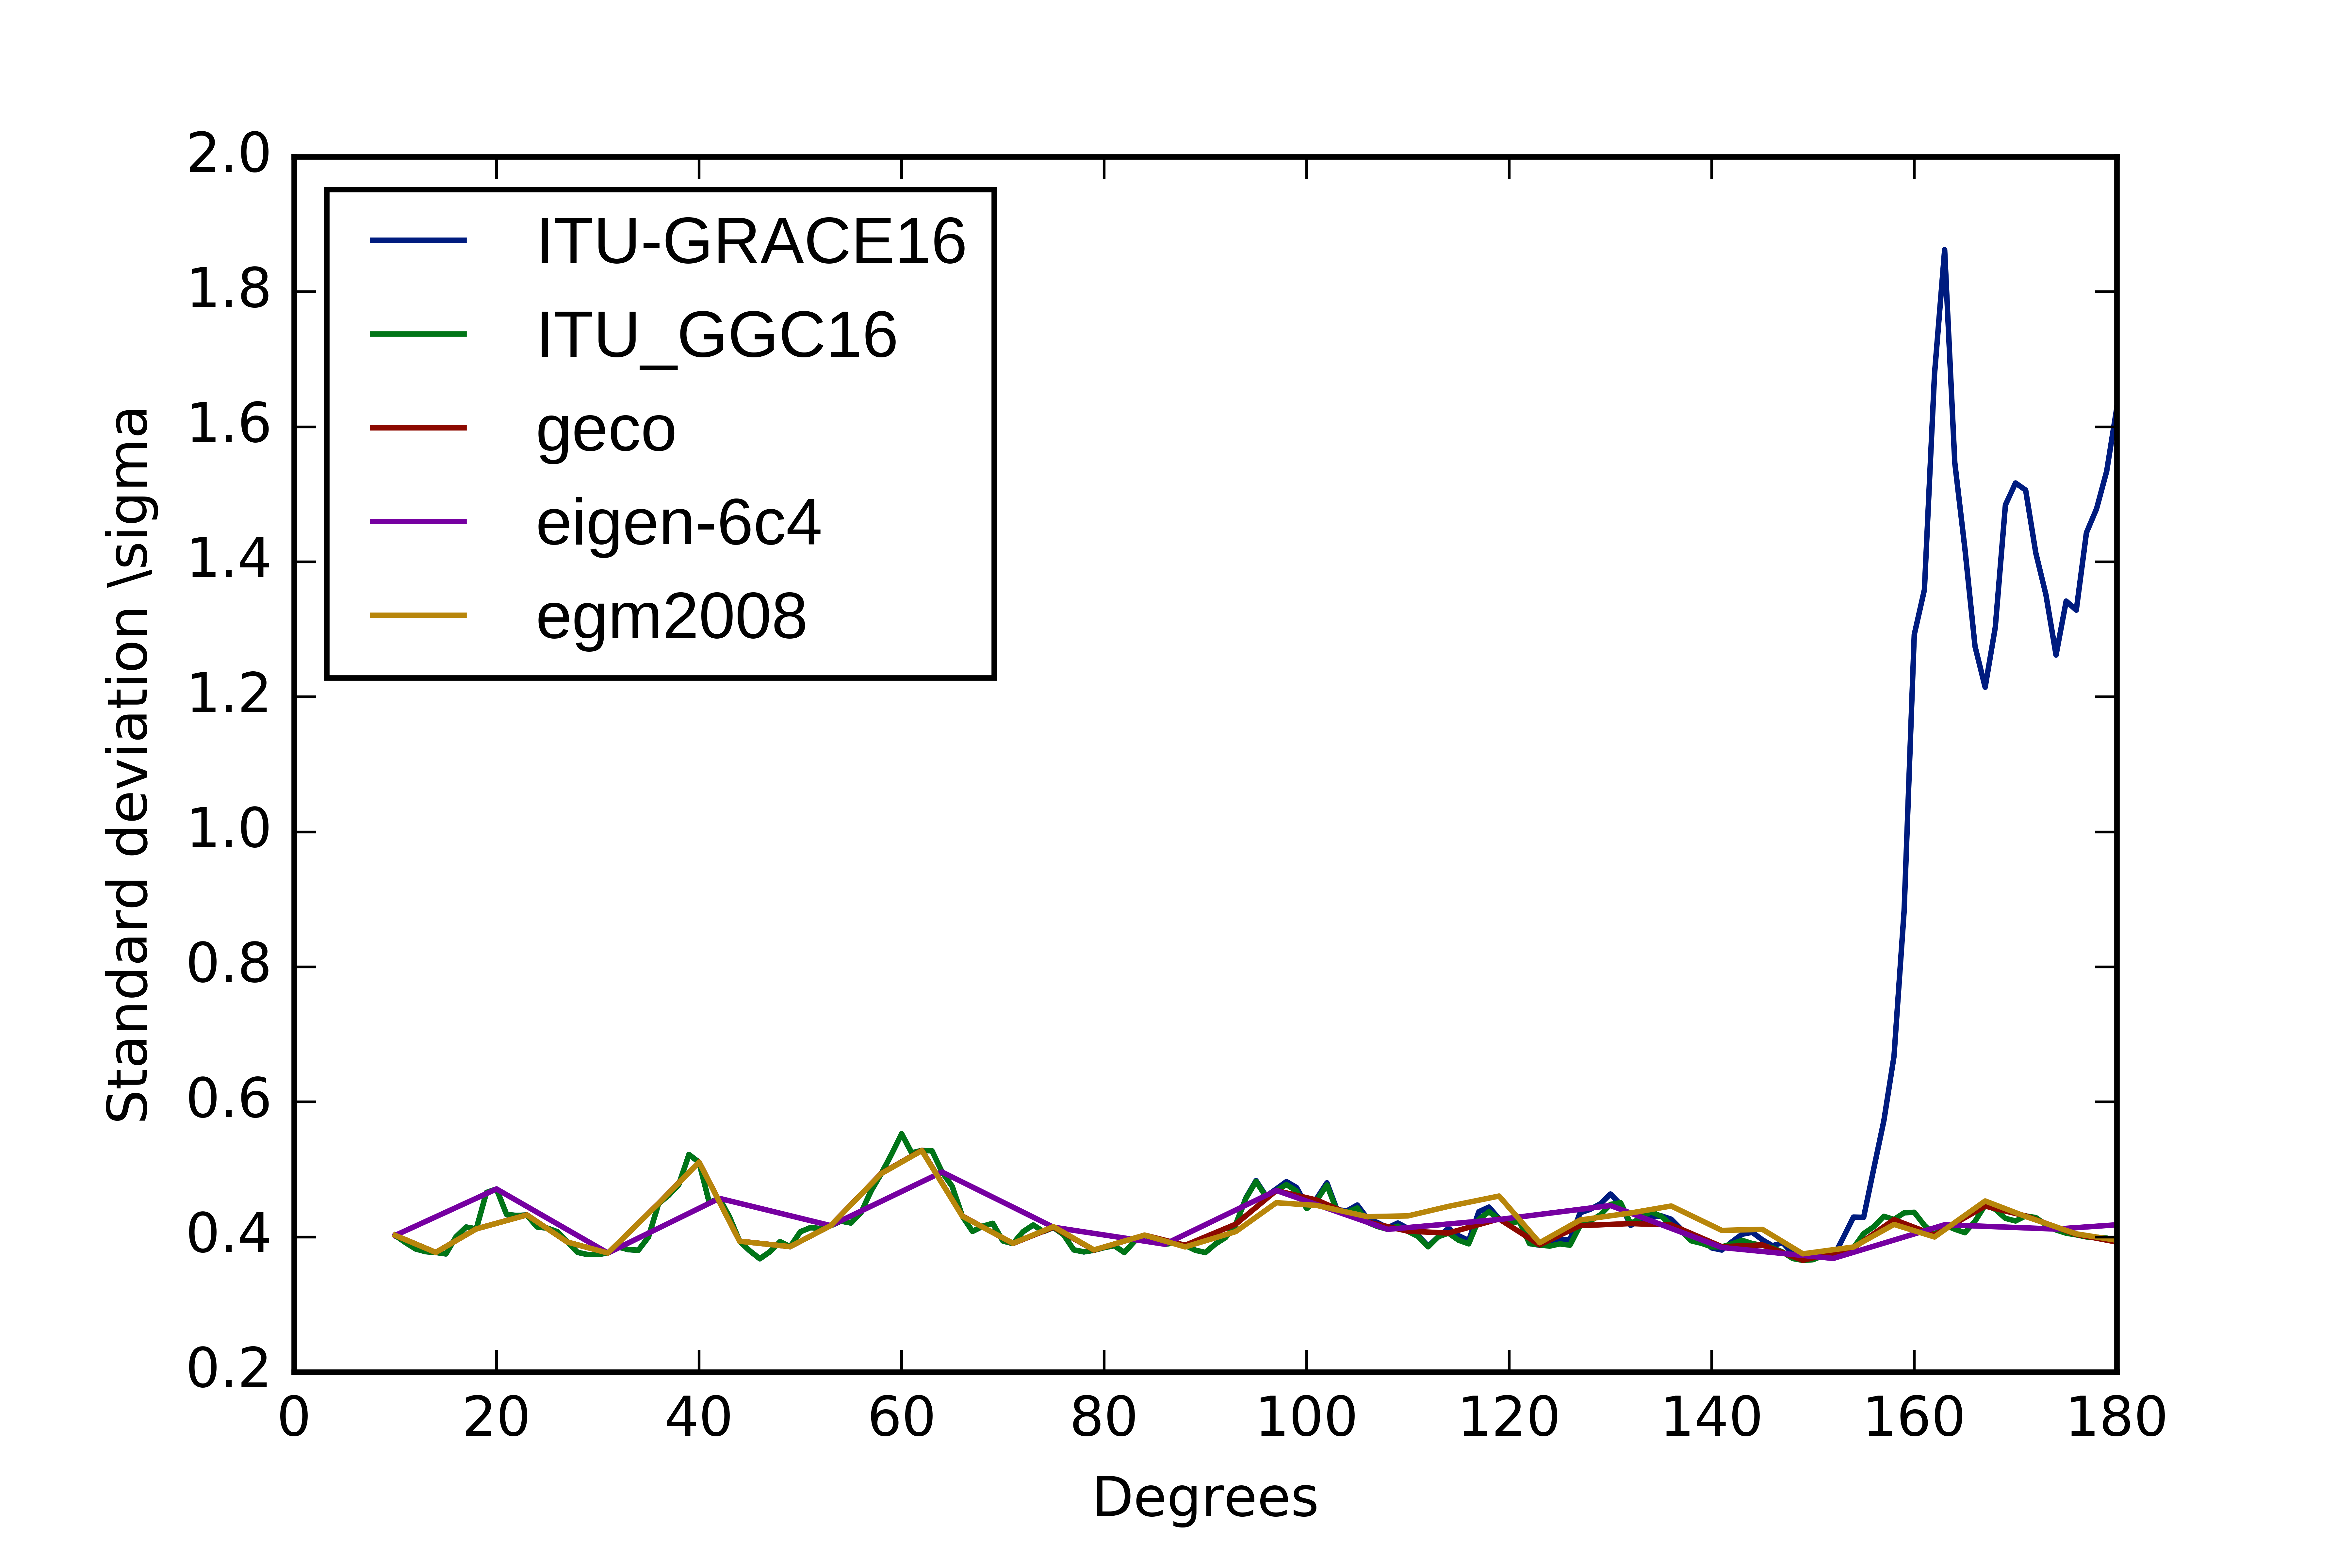 2.0
1.8
1.6
1.4
1.2
1.0
0.8
0.6
0.4
0.2
Standard deviation \sigma
ITU-GRACE16
ITU_GGC16
geco
eigen-6c4
egm2008
0 20 40 60 80 100 120 140 160 180
Degrees